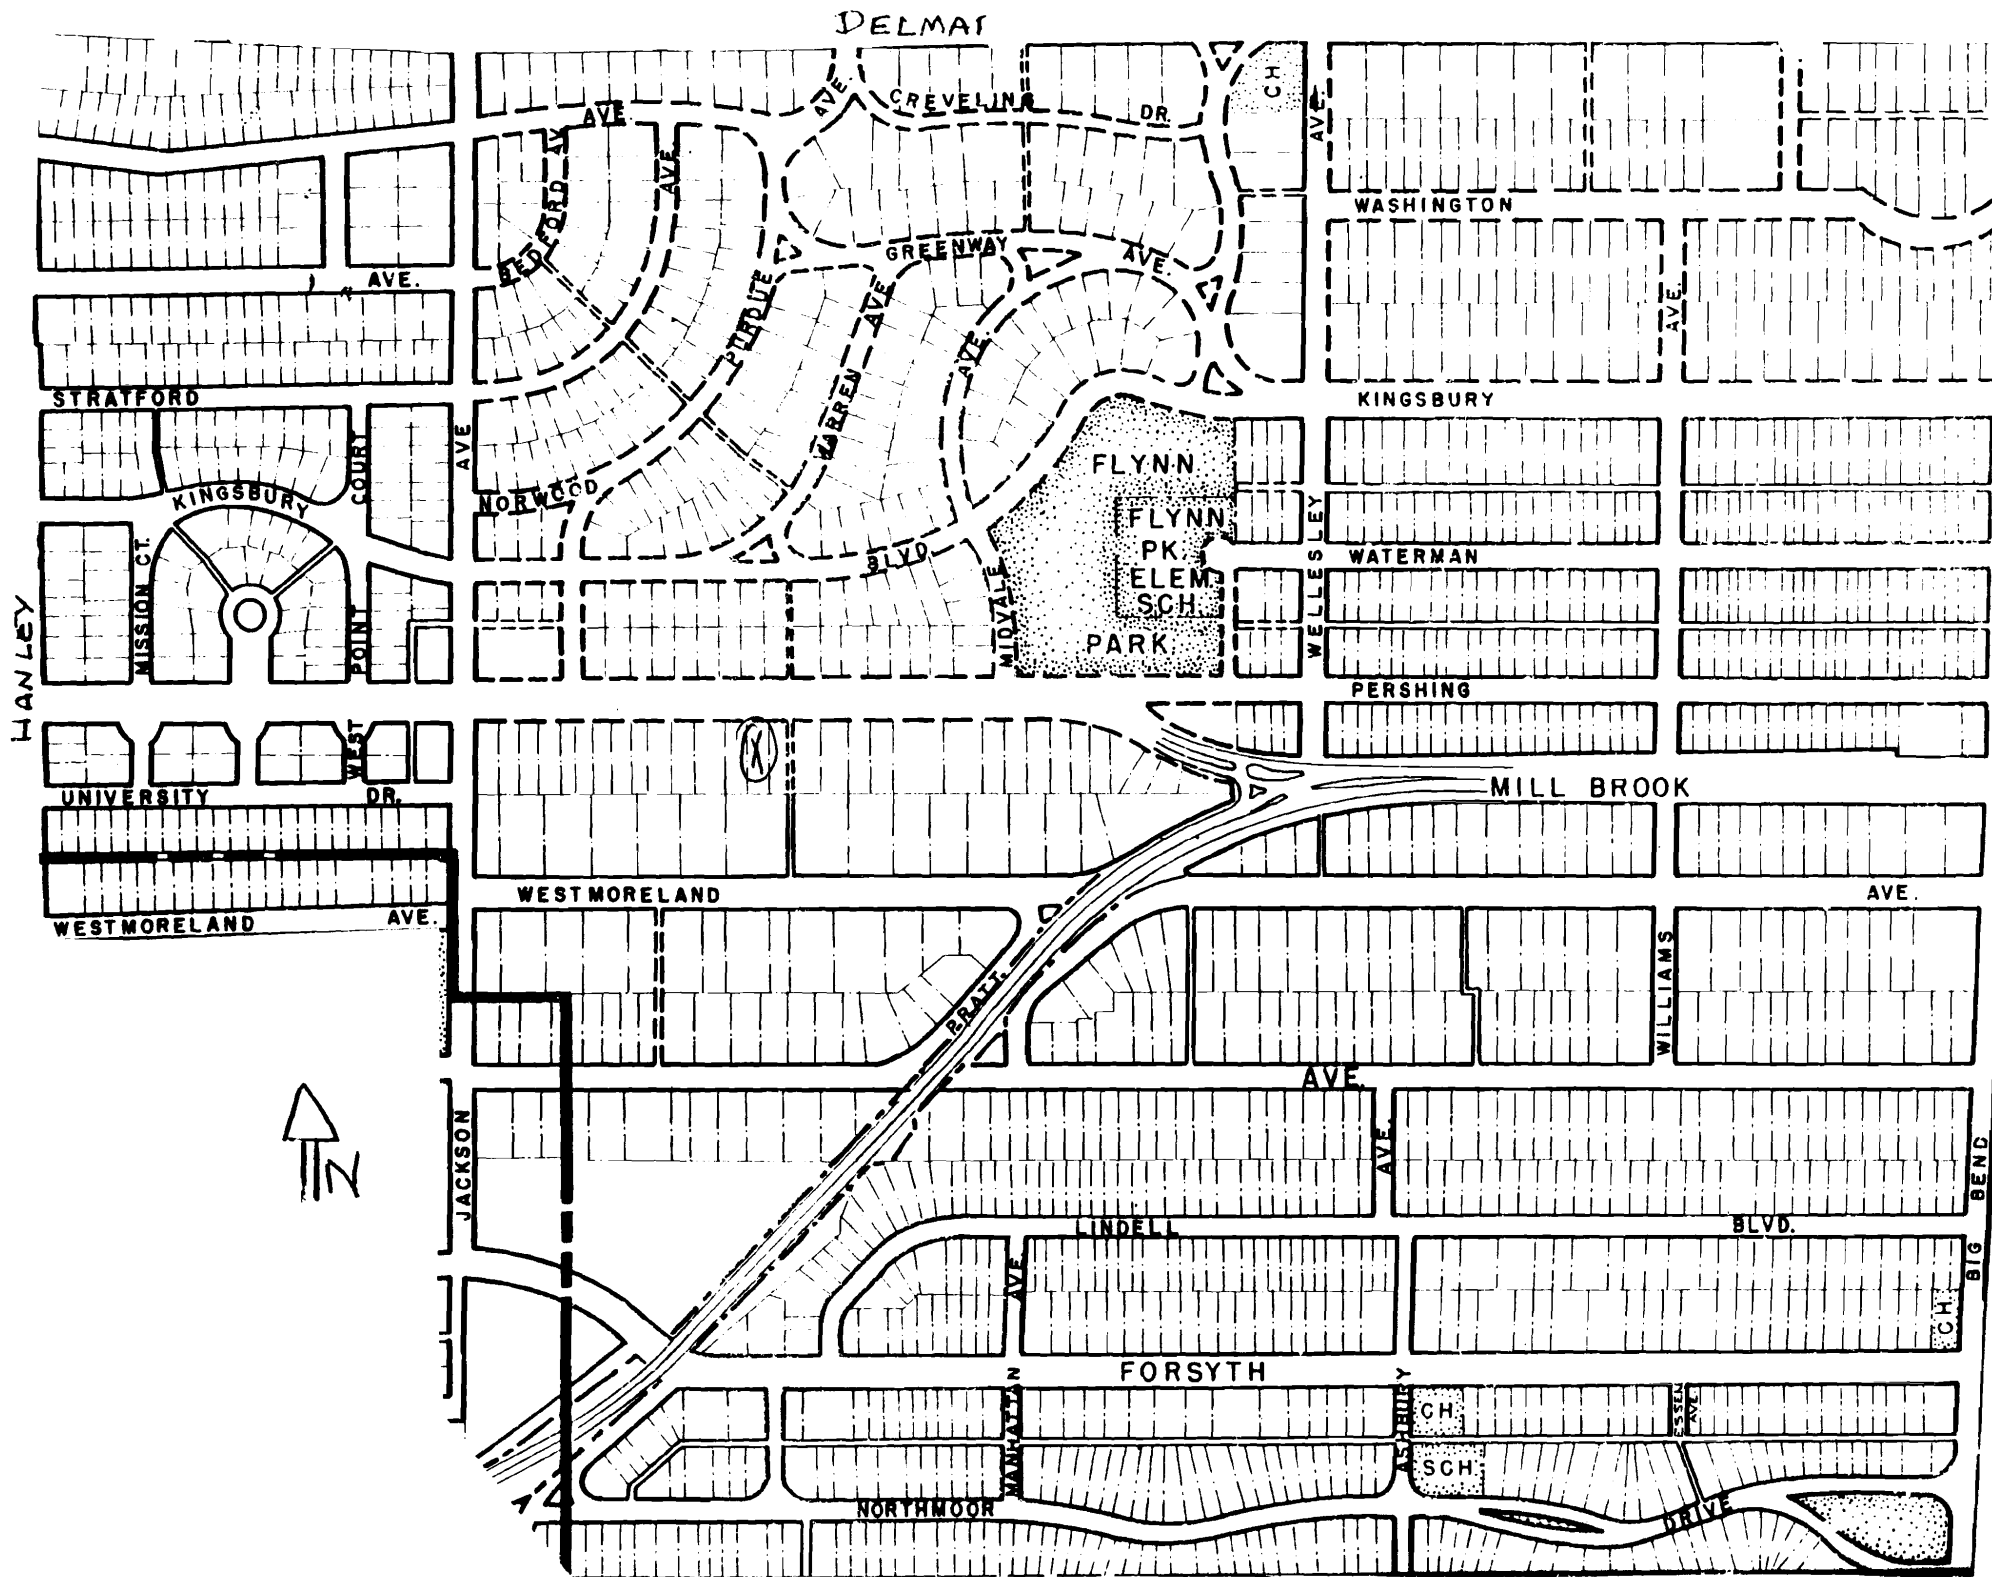 DELMAR
CH
CREVELING
DR.
AVE.
AVE.
AVE.
AVE.
BEDFORD AV
WASHINGTON
GREENWAY
AVE.
AVE.
PURDUE
AVE.
AVE.
AVE.
WARREN
STRATFORD
KINGSBURY
AVE
COURT
KINGSBURY
NORWOOD
FLYNN
FLYNN
PK.
ELEM
SCH.
PARK
WELLESLEY
WATERMAN
BLVD
MIDVALE
MISSION CT.
POINT
HANLEY
PERSHING
X
WEST
UNIVERSITY
DR.
MILL BROOK
WESTMORELAND
AVE.
WESTMORELAND
AVE.
WILLIAMS
PRATT.
AVE.
JACKSON
N
AVE.
BIG BEND
LINDELL
BLVD.
AVE
CH
FORSYTH
MANHATTAN
ASHBURY
CH
ESSEN
AVE
SCH
NORTHMOOR
DRIVE